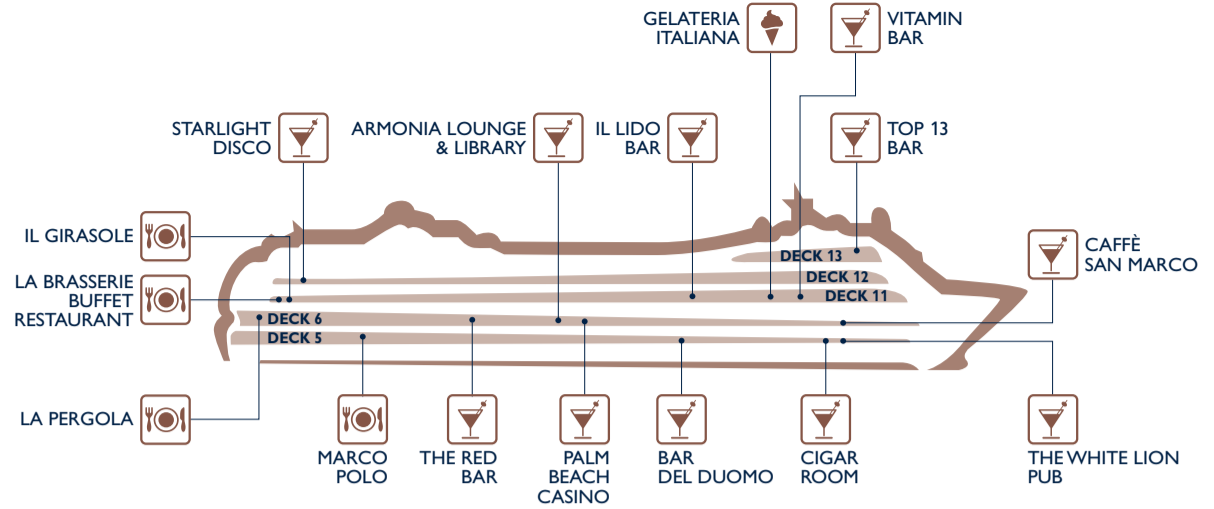 GELATERIA
ITALIANA
VITAMIN
BAR
STARLIGHT
DISCO
ARMONIA LOUNGE
& LIBRARY
IL LIDO
BAR
TOP 13
BAR
IL GIRASOLE
LA BRASSERIE
BUFFET
RESTAURANT
CAFFÈ
SAN MARCO
DECK 13
DECK 12
DECK 11
DECK 6
DECK 5
LA PERGOLA
MARCO
POLO
THE RED
BAR
PALM
BEACH
CASINO
BAR
DEL DUOMO
CIGAR
ROOM
THE WHITE LION
PUB